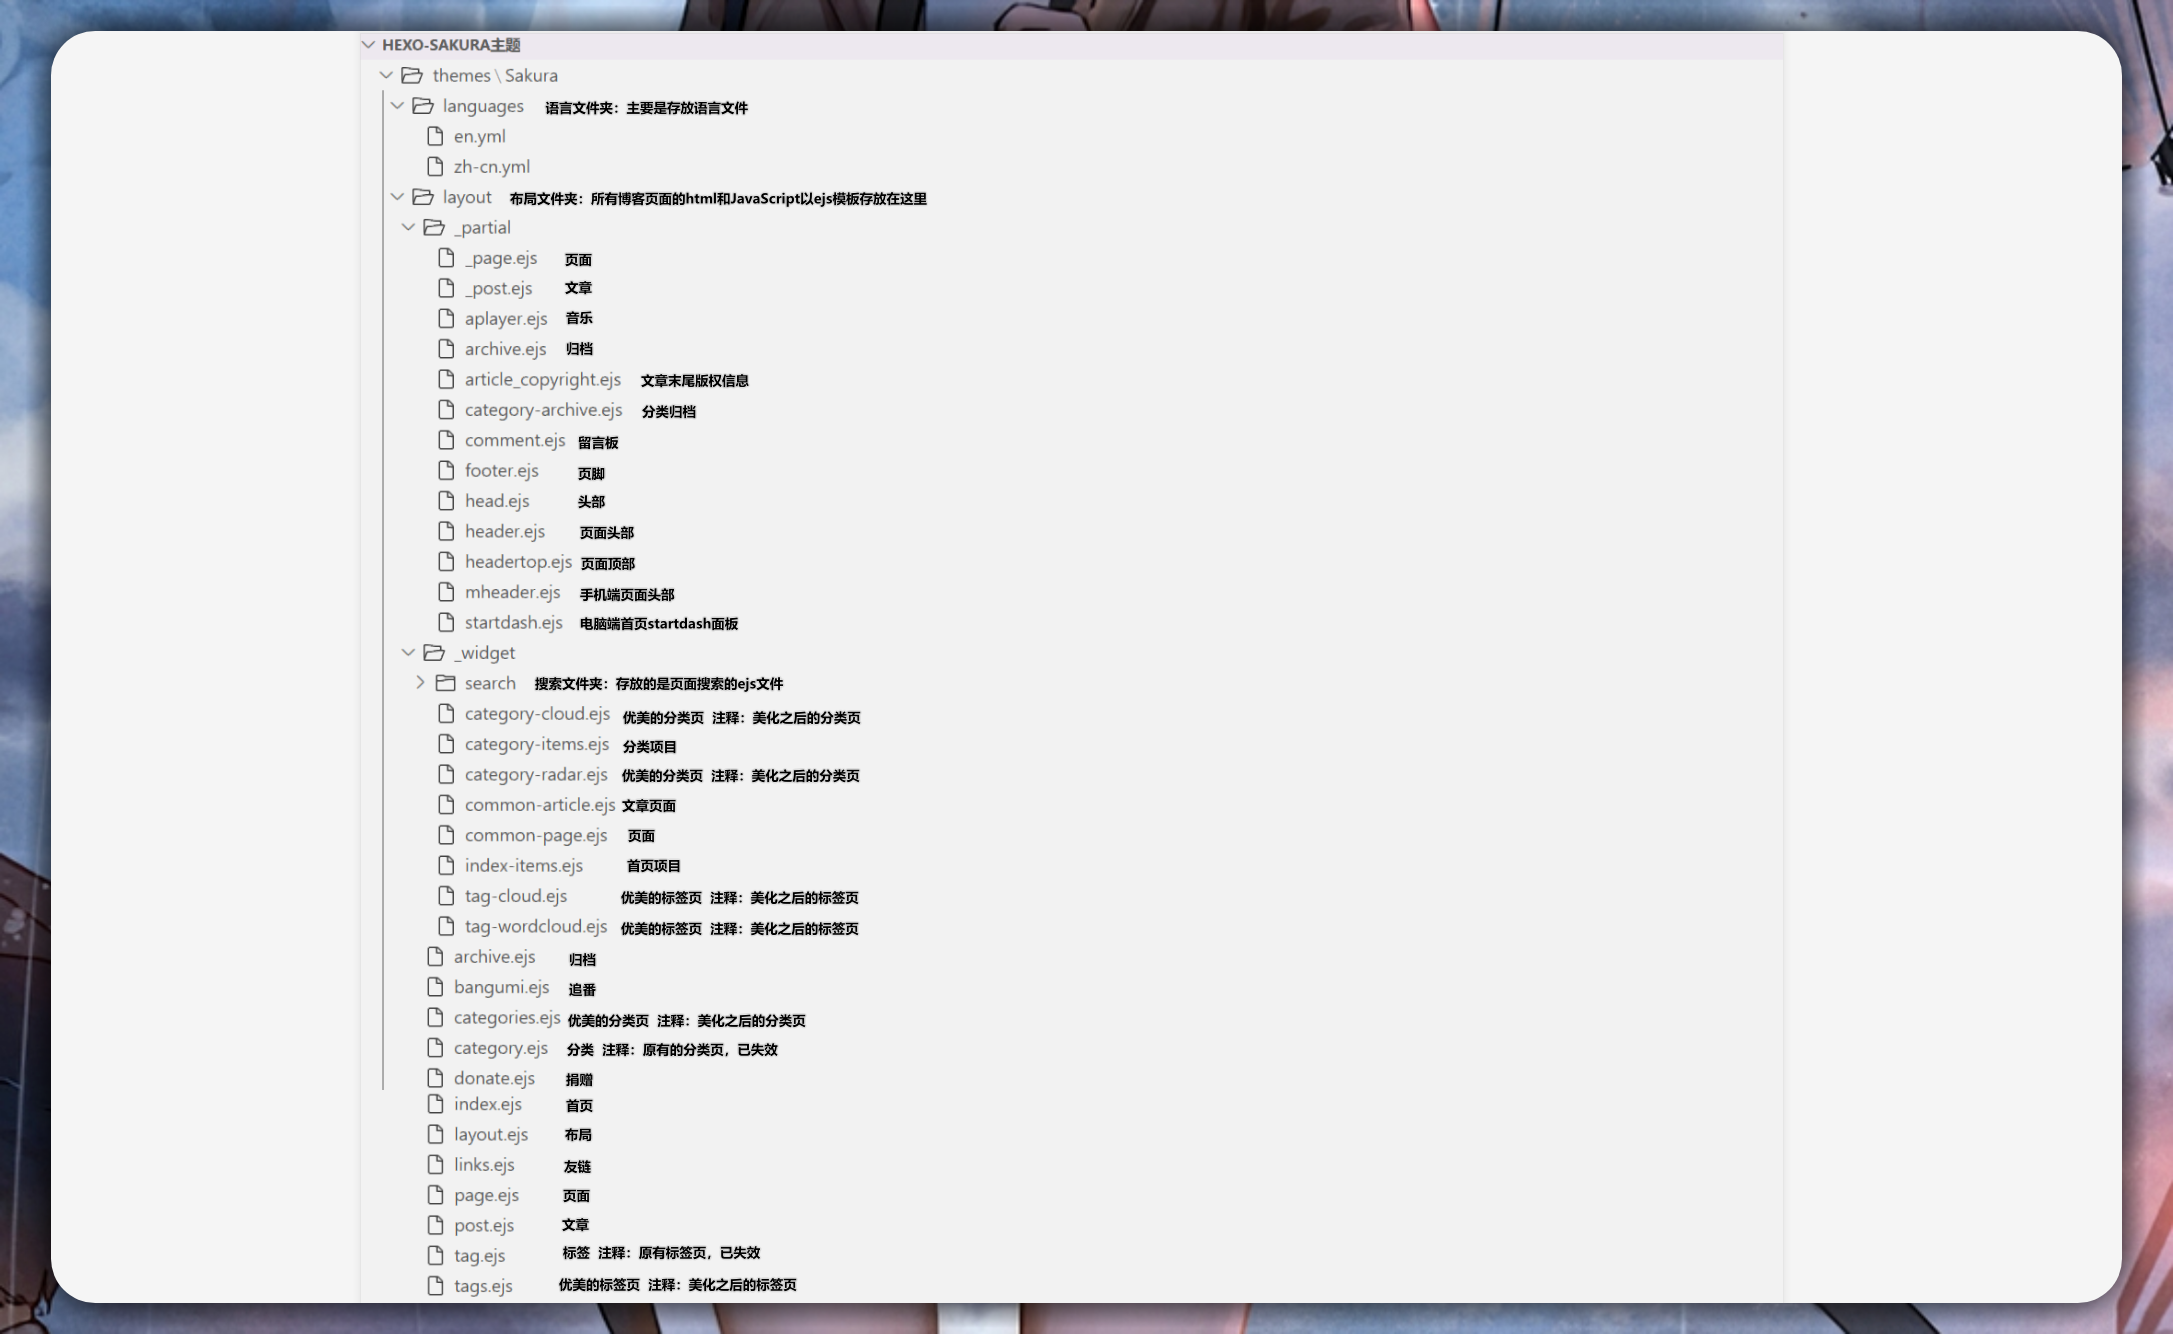 HEXO-SAKURA主题
themes \ Sakura
languages 语言文件夹：主要是存放语言文件
en.yml
zh-cn.yml
layout 布局文件夹：所有博客页面的html和JavaScript以ejs模板存放在这里
_partial
_page.ejs 页面
_post.ejs 文章
aplayer.ejs 音乐
archive.ejs 归档
article_copyright.ejs 文章末尾版权信息
category-archive.ejs 分类归档
comment.ejs 留言板
footer.ejs 页脚
head.ejs 头部
header.ejs 页面头部
headertop.ejs 页面顶部
mheader.ejs 手机端页面头部
startdash.ejs 电脑端首页startdash面板
_widget
search 搜索文件夹：存放的是页面搜索的ejs文件
category-cloud.ejs 优美的分类页 注释：美化之后的分类页
category-items.ejs 分类项目
category-radar.ejs 优美的分类页 注释：美化之后的分类页
common-article.ejs 文章页面
common-page.ejs 页面
index-items.ejs 首页项目
tag-cloud.ejs 优美的标签页 注释：美化之后的标签页
tag-wordcloud.ejs 优美的标签页 注释：美化之后的标签页
archive.ejs 归档
bangumi.ejs 追番
categories.ejs 优美的分类页 注释：美化之后的分类页
category.ejs 分类 注释：原有的分类页，已失效
donate.ejs 捐赠
index.ejs 首页
layout.ejs 布局
links.ejs 友链
page.ejs 页面
post.ejs 文章
tag.ejs 标签 注释：原有标签页，已失效
tags.ejs 优美的标签页 注释：美化之后的标签页